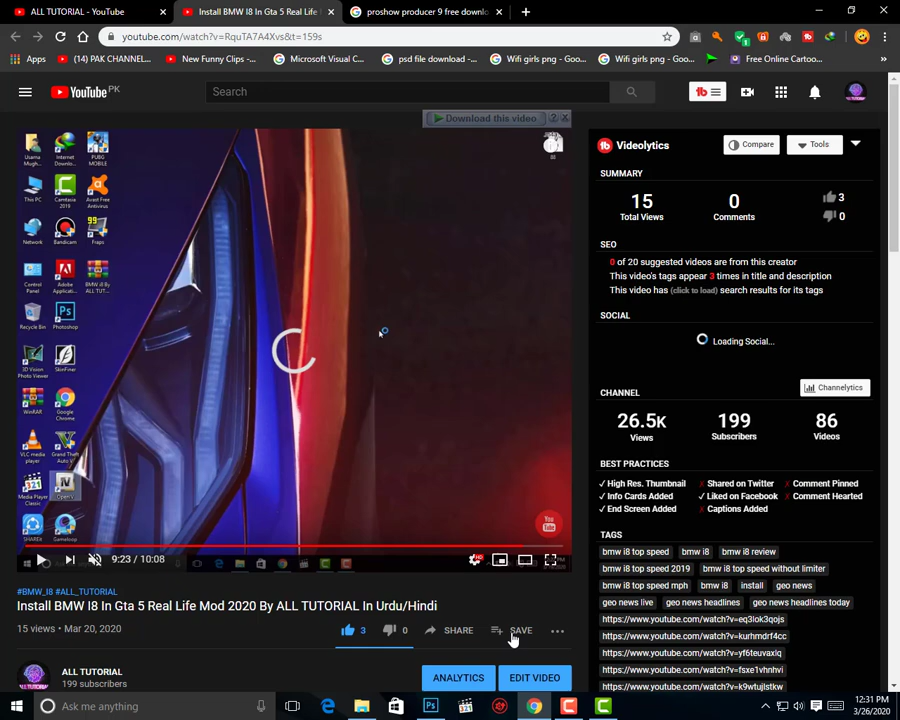 ALL TUTORIAL - YouTube
Install BMW I8 In Gta 5 Real Life
proshow producer 9 free downlo
youtube.com/watch?v=RquTA7A4Xvs&t=159s
Apps
(14) PAK CHANNEL...
New Funny Clips -...
Microsoft Visual C...
psd file download -...
Wifi girls png - Goo...
Wifi girls png - Goo...
Free Online Cartoo...
YouTube PK
Search
Download this video
Usama Mugh...
Internet Downlo...
PUBG MOBILE
This PC
Camtasia 2019
Avast Free Antivirus
Network
Bandicam
Fraps
Control Panel
Adobe
BMW i8 By ALL TUT...
Recycle Bin
Photoshop
3D Vision Photo Viewer
SkinFiner
WinRAR
Google Chrome
VLC media player
Grand Theft
Media Player Classic
SHAREit
Gameloop
You Tube
9:23 / 10:08
HD
#BMW_I8 #ALL_TUTORIAL
Install BMW I8 In Gta 5 Real Life Mod 2020 By ALL TUTORIAL In Urdu/Hindi
15 views • Mar 20, 2020
3
0
SHARE
SAVE
ALL TUTORIAL
199 subscribers
ANALYTICS
EDIT VIDEO
Videolytics
Compare
Tools
SUMMARY
15
Total Views
0
Comments
3
0
SEO
0 of 20 suggested videos are from this creator
This video's tags appear 3 times in title and description
This video has (click to load) search results for its tags
SOCIAL
Loading Social...
CHANNEL
Channelytics
26.5K
Views
199
Subscribers
86
Videos
BEST PRACTICES
✓ High Res. Thumbnail
✗ Shared on Twitter
✗ Comment Pinned
✓ Info Cards Added
✓ Liked on Facebook
✗ Comment Hearted
✓ End Screen Added
✗ Captions Added
TAGS
bmw i8 top speed
bmw i8
bmw i8 review
bmw i8 top speed 2019
bmw i8 top speed without limiter
bmw i8 top speed mph
bmw i8
install
geo news
geo news live
geo news headlines
geo news headlines today
https://www.youtube.com/watch?v=eq3lok3qojs
https://www.youtube.com/watch?v=kurhmdrf4cc
https://www.youtube.com/watch?v=yf6teuvaxlq
https://www.youtube.com/watch?v=fsxe1vhnvvi
https://www.youtube.com/watch?v=k9wtujlstkw
Ask me anything
12:31 PM
3/26/2020